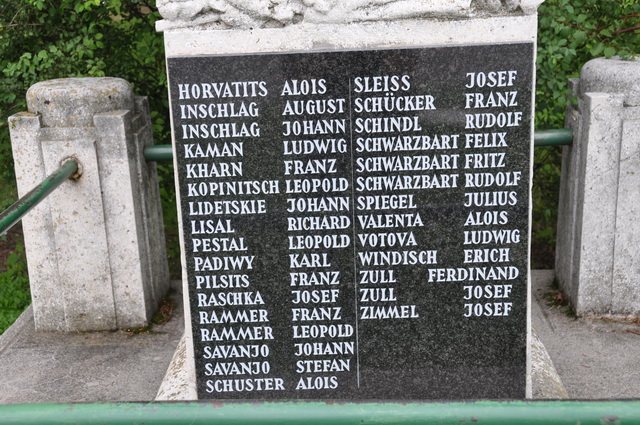 HORVATITS ALOIS
INSCHLAG AUGUST
INSCHLAG JOHANN
KAMAN LUDWIG
KHARN FRANZ
KOPINITSCH LEOPOLD
LIDETSKIE JOHANN
LISAL RICHARD
PESTAL LEOPOLD
PADIWY KARL
PILSITS FRANZ
RASCHKA JOSEF
RAMMER FRANZ
RAMMER LEOPOLD
SAVANJO JOHANN
SAVANJO STEFAN
SCHUSTER ALOIS
SLEISS JOSEF
SCHÜCKER FRANZ
SCHINDL RUDOLF
SCHWARZBART FELIX
SCHWARZBART FRITZ
SCHWARZBART RUDOLF
SPIEGEL JULIUS
VALENTA ALOIS
VOTOVA LUDWIG
WINDISCH ERICH
ZULL FERDINAND
ZULL JOSEF
ZIMMEL JOSEF